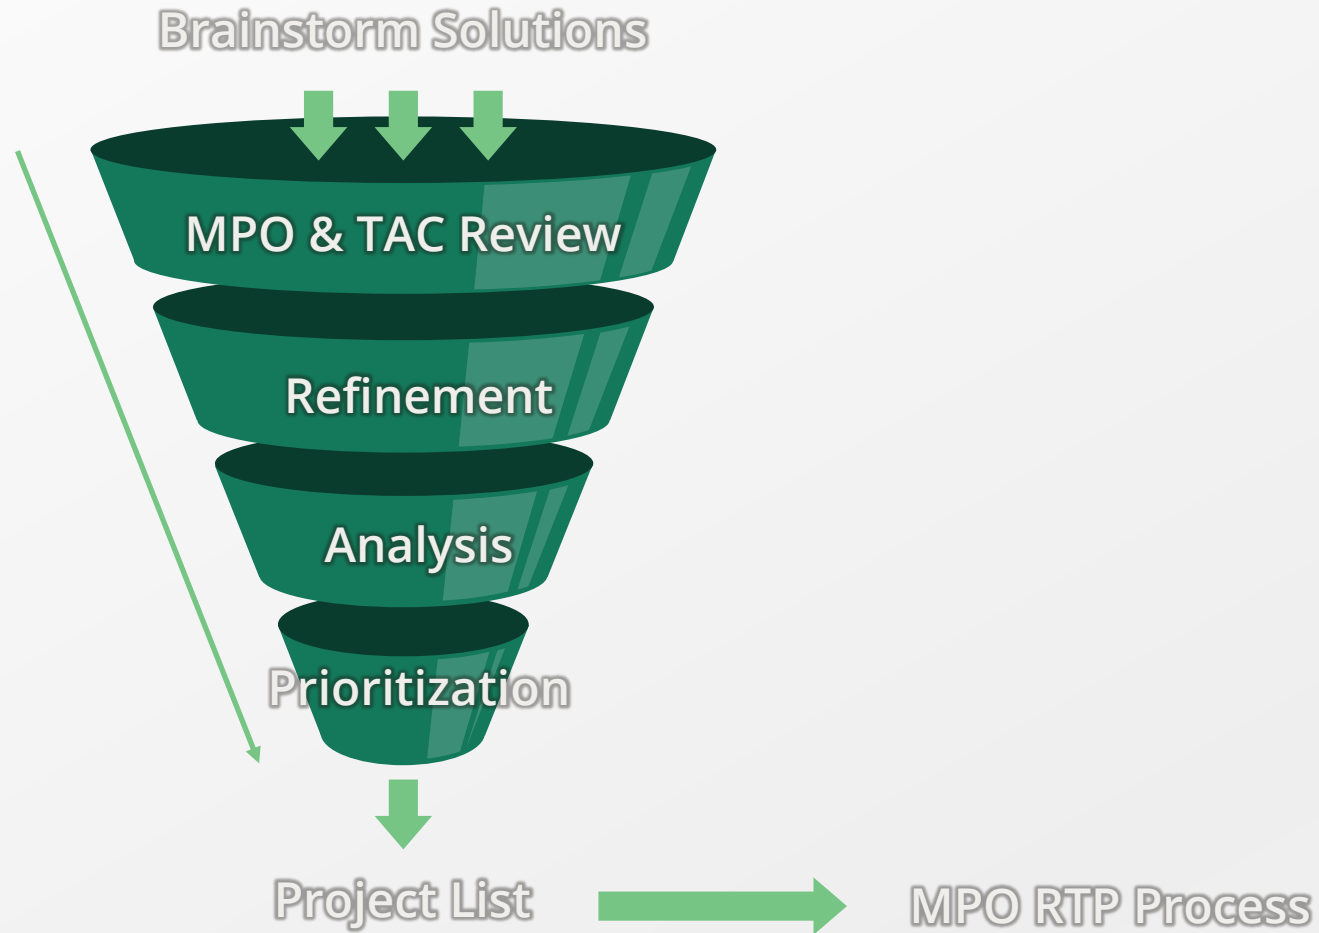 Brainstorm Solutions
MPO & TAC Review
Refinement
Analysis
Prioritization
Project List
MPO RTP Process